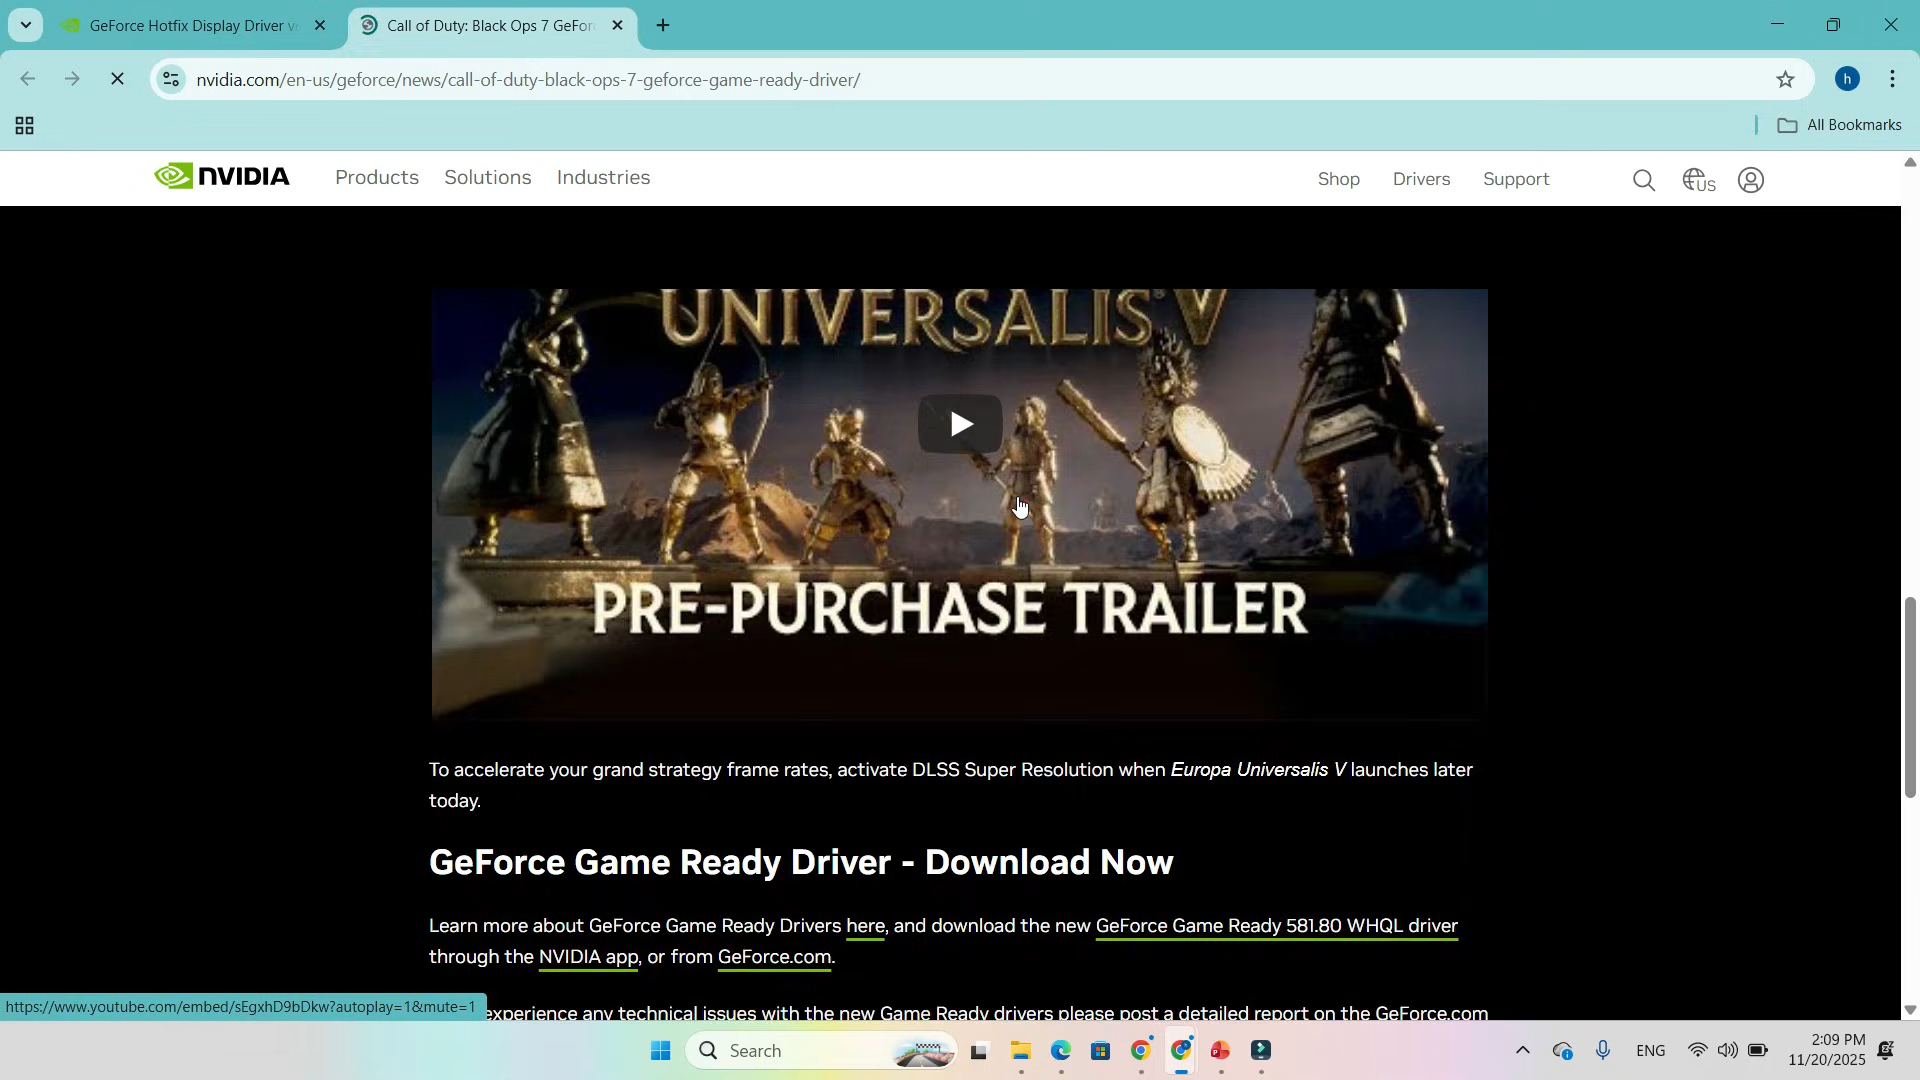 GeForce Hotfix Display Driver v
Call of Duty: Black Ops 7 GeFor
nvidia.com/en-us/geforce/news/call-of-duty-black-ops-7-geforce-game-ready-driver/
h
All Bookmarks
NVIDIA
Products Solutions Industries
Shop Drivers Support US
UNIVERSALIS V
PRE-PURCHASE TRAILER
To accelerate your grand strategy frame rates, activate DLSS Super Resolution when Europa Universalis V launches later
today.
GeForce Game Ready Driver - Download Now
Learn more about GeForce Game Ready Drivers here, and download the new GeForce Game Ready 581.80 WHQL driver
through the NVIDIA app, or from GeForce.com.
experience any technical issues with the new Game Ready drivers please post a detailed report on the GeForce.com
https://www.youtube.com/embed/sEgxhD9bDkw?autoplay=1&mute=1
Search
ENG
2:09 PM
11/20/2025